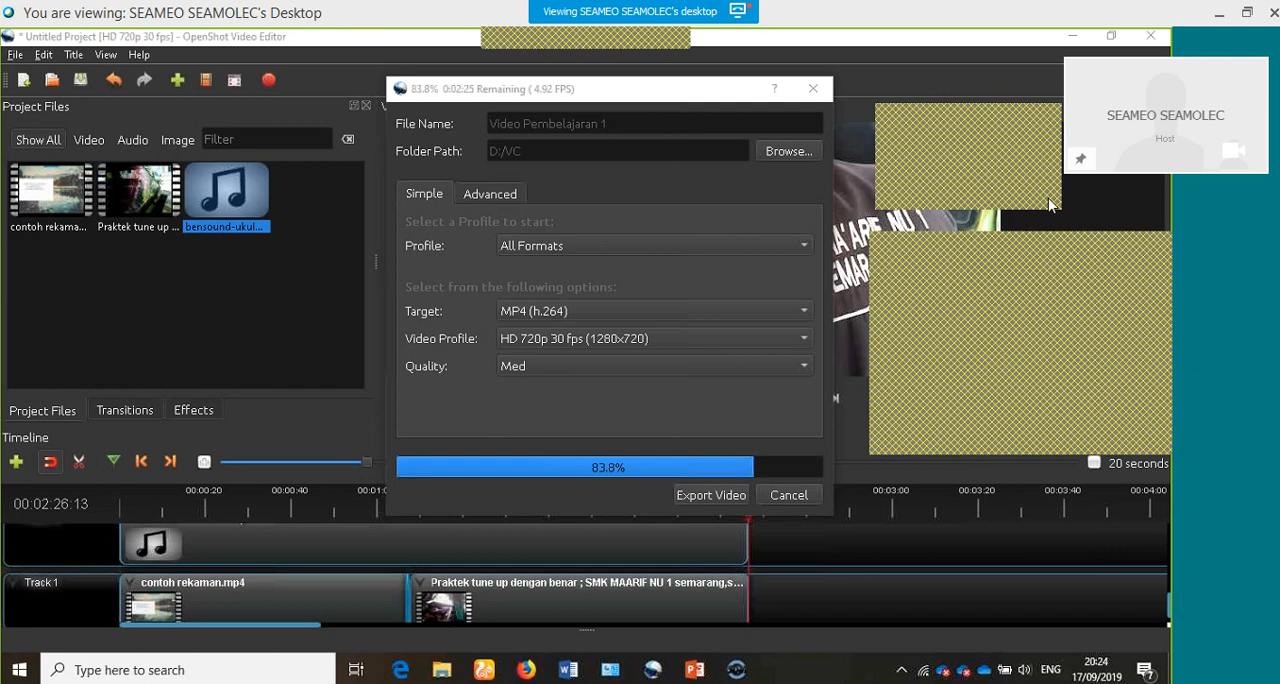 You are viewing: SEAMEO SEAMOLEC's Desktop
Viewing SEAMEO SEAMOLEC's desktop
* Untitled Project [HD 720p 30 fps] - OpenShot Video Editor
File Edit Title View Help
Project Files
Show All Video Audio Image Filter
contoh rekama... Praktek tune up ... bensound-ukul...
83.8% 0:02:25 Remaining ( 4.92 FPS)
File Name: Video Pembelajaran 1
Folder Path: D:/VC Browse...
Simple Advanced
Select a Profile to start:
Profile: All Formats
Select from the following options:
Target: MP4 (h.264)
Video Profile: HD 720p 30 fps (1280x720)
Quality: Med
83.8%
Export Video Cancel
SEAMEO SEAMOLEC
Host
MA'ARIF NU 1
Project Files Transitions Effects
Timeline
20 seconds
00:02:26:13
00:00:20 00:00:40 00:03:00 00:03:20 00:03:40 00:04:00
Track 1
contoh rekaman.mp4
Praktek tune up dengan benar ; SMK MAARIF NU 1 semarang,s...
Type here to search
ENG
20:24
17/09/2019
7